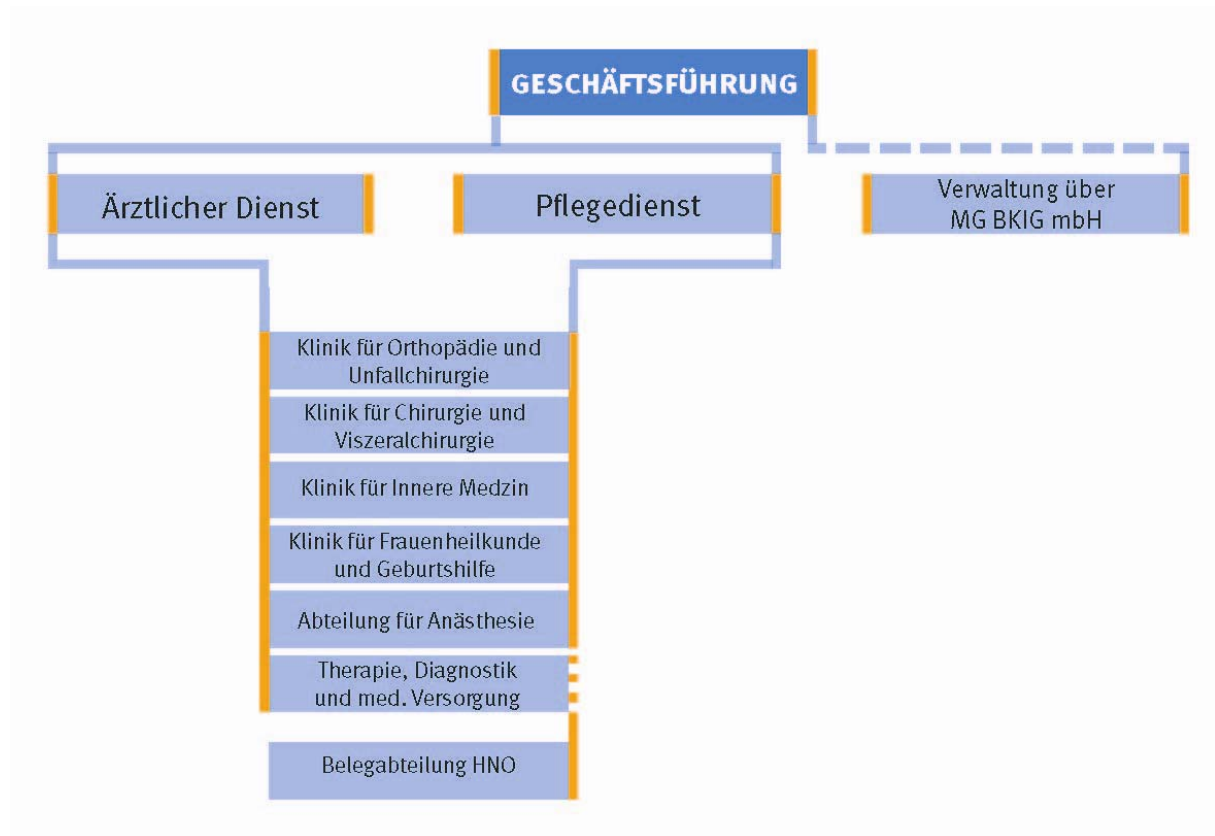 GESCHÄFTSFÜHRUNG
Ärztlicher Dienst
Pflegedienst
Verwaltung über
MG BKIG mbH
Klinik für Orthopädie und
Unfallchirurgie
Klinik für Chirurgie und
Viszeralchirurgie
Klinik für Innere Medzin
Klinik für Frauenheilkunde
und Geburtshilfe
Abteilung für Anästhesie
Therapie, Diagnostik
und med. Versorgung
Belegabteilung HNO